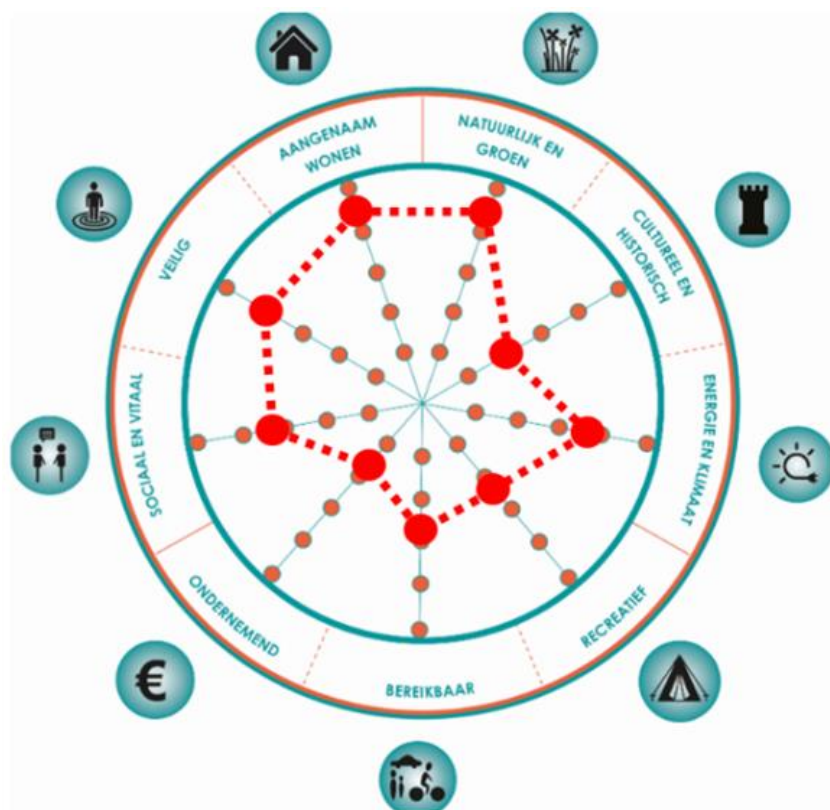 AANGENAAM
WONEN
NATUURLIJK EN
GROEN
CULTUREEL EN
HISTORISCH
ENERGIE EN KLIMAAT
RECREATIEF
BEREIKBAAR
ONDERNEMEND
SOCIAAL EN VITAAL
VEILIG
€